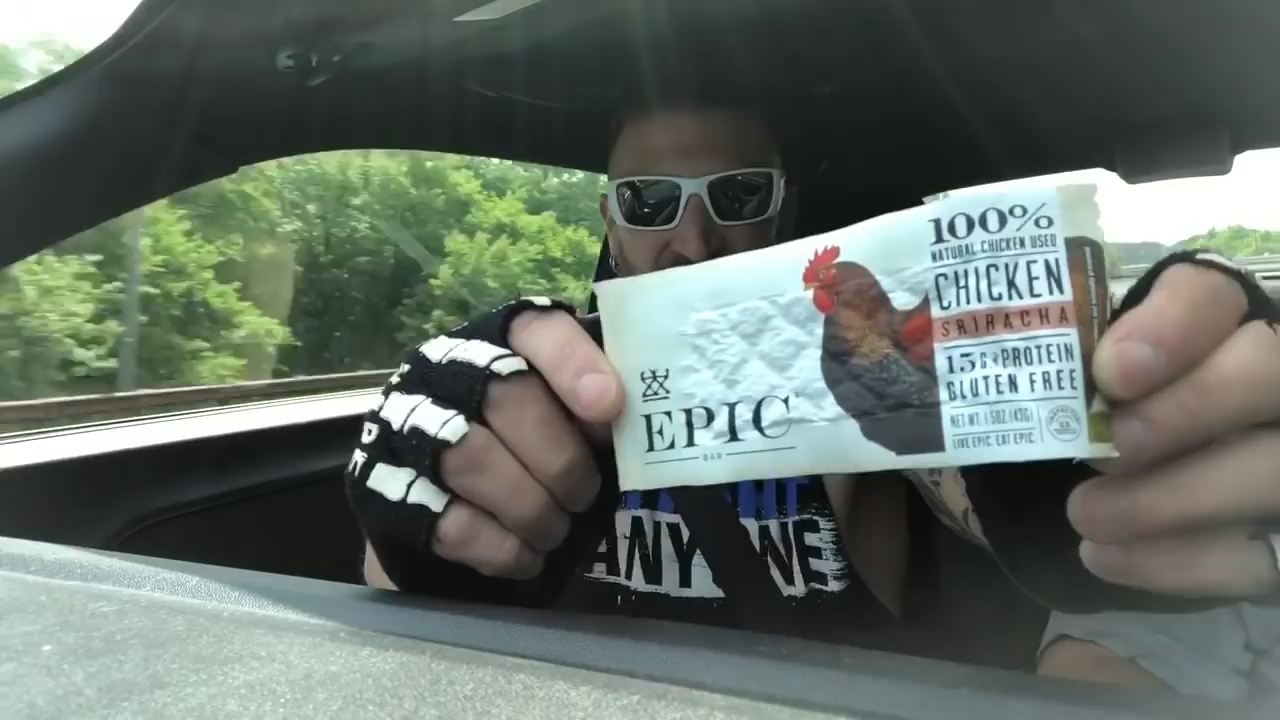 EPIC
BAR
100%
NATURAL CHICKEN USED
CHICKEN
SRIRACHA
15G PROTEIN
GLUTEN FREE
NET WT. 1.5OZ. (43G)
LIVE EPIC. EAT EPIC.